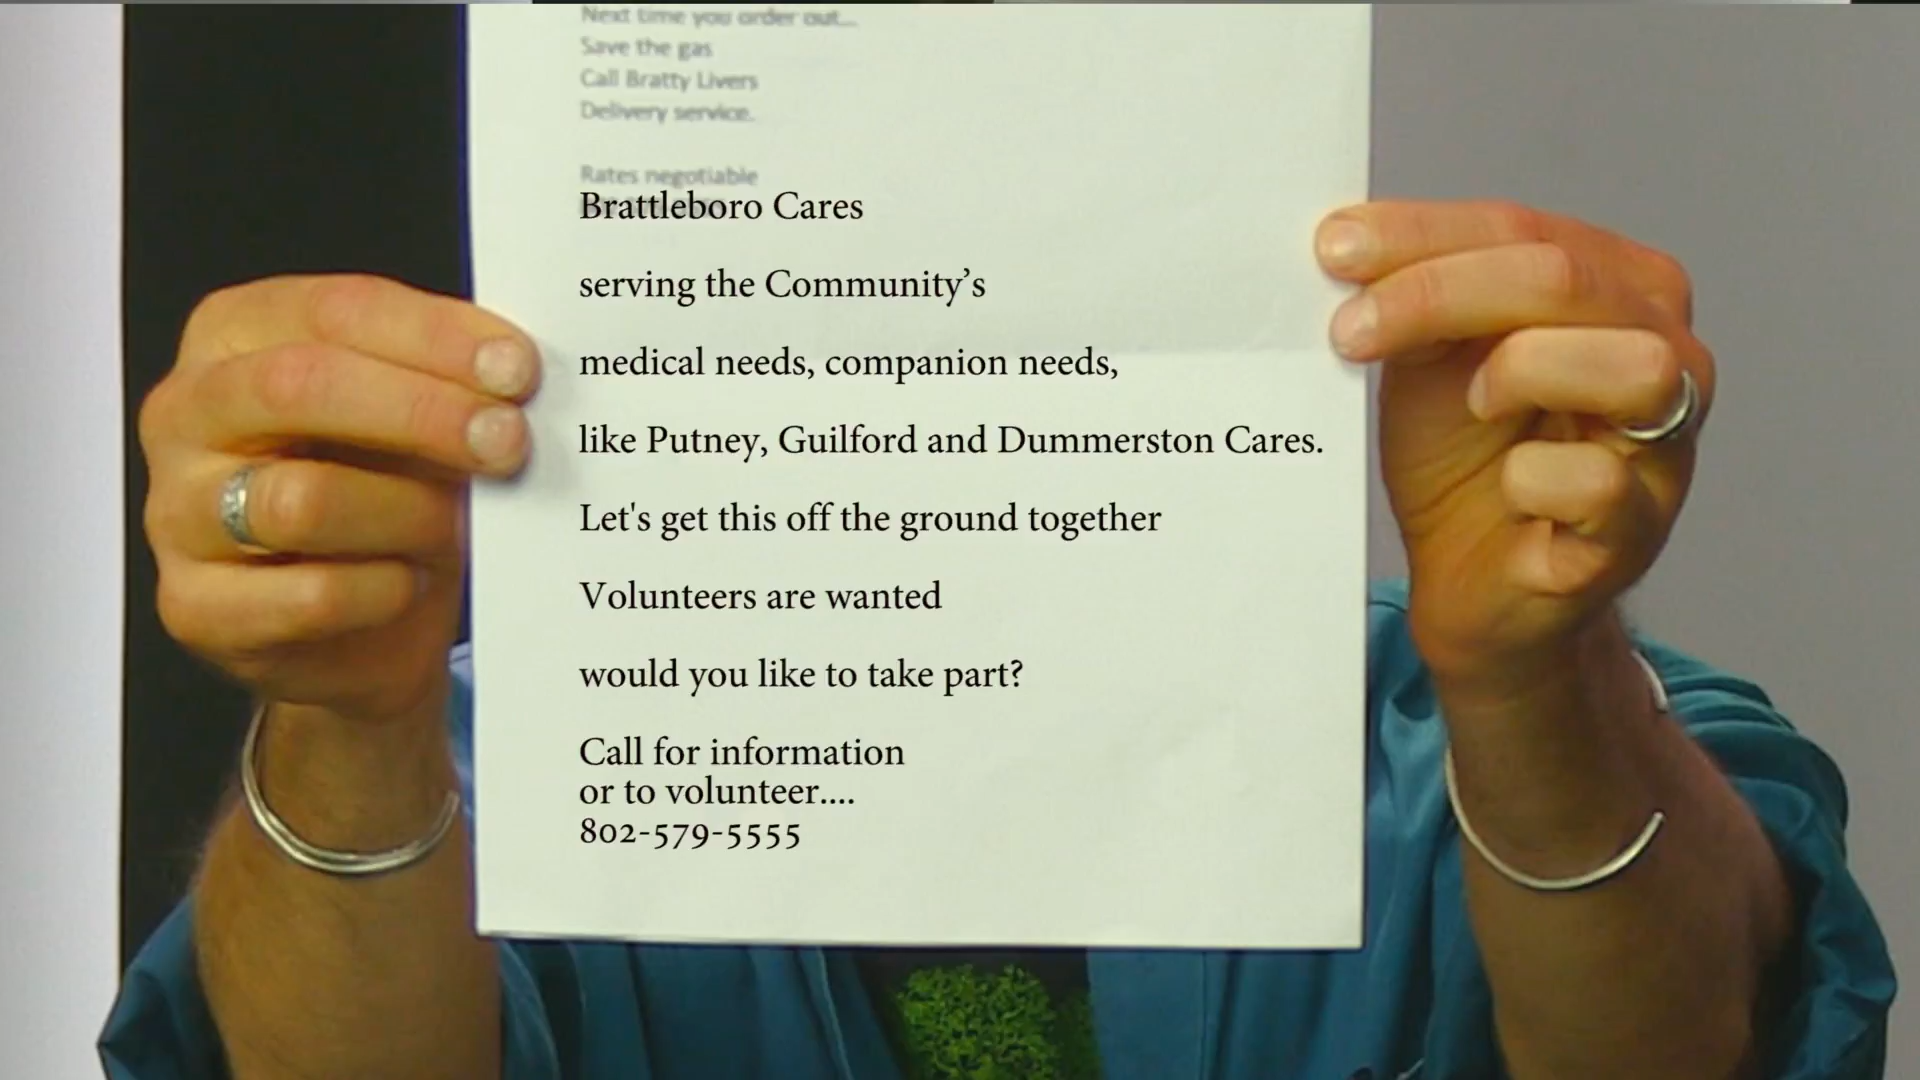 Next time you order out...
Save the gas
Call Bratty Livers
Delivery service.
Rates negotiable
Brattleboro Cares
serving the Community’s
medical needs, companion needs,
like Putney, Guilford and Dummerston Cares.
Let's get this off the ground together
Volunteers are wanted
would you like to take part?
Call for information
or to volunteer....
802-579-5555